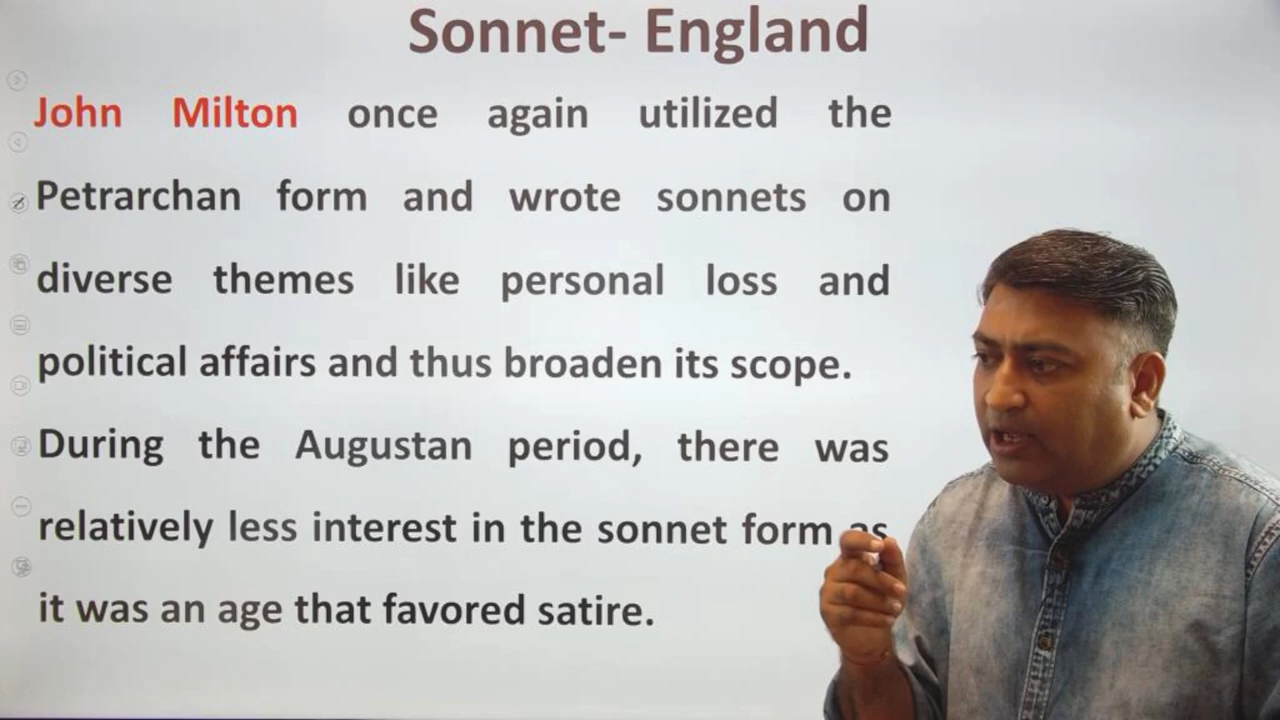 Sonnet- England
John Milton once again utilized the
Petrarchan form and wrote sonnets on
diverse themes like personal loss and
political affairs and thus broaden its scope.
During the Augustan period, there was
relatively less interest in the sonnet form as
it was an age that favored satire.